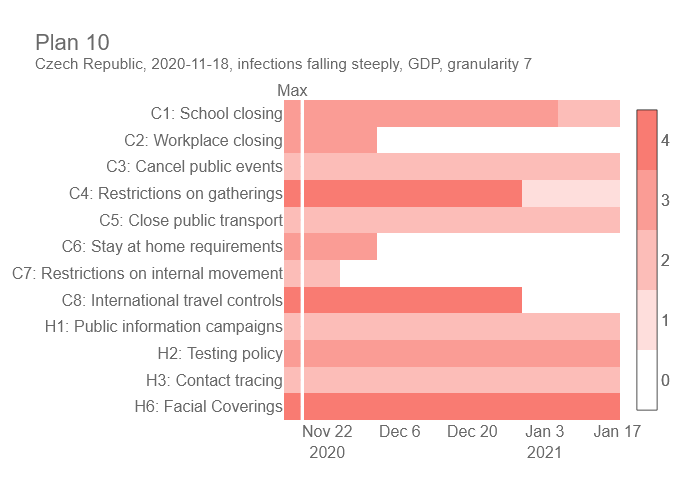 Plan 10
Czech Republic, 2020-11-18, infections falling steeply, GDP, granularity 7
Max
C1: School closing
C2: Workplace closing
C3: Cancel public events
C4: Restrictions on gatherings
C5: Close public transport
C6: Stay at home requirements
C7: Restrictions on internal movement
C8: International travel controls
H1: Public information campaigns
H2: Testing policy
H3: Contact tracing
H6: Facial Coverings
4
3
2
1
0
Nov 22 Dec 6 Dec 20 Jan 3 Jan 17
2020 2021